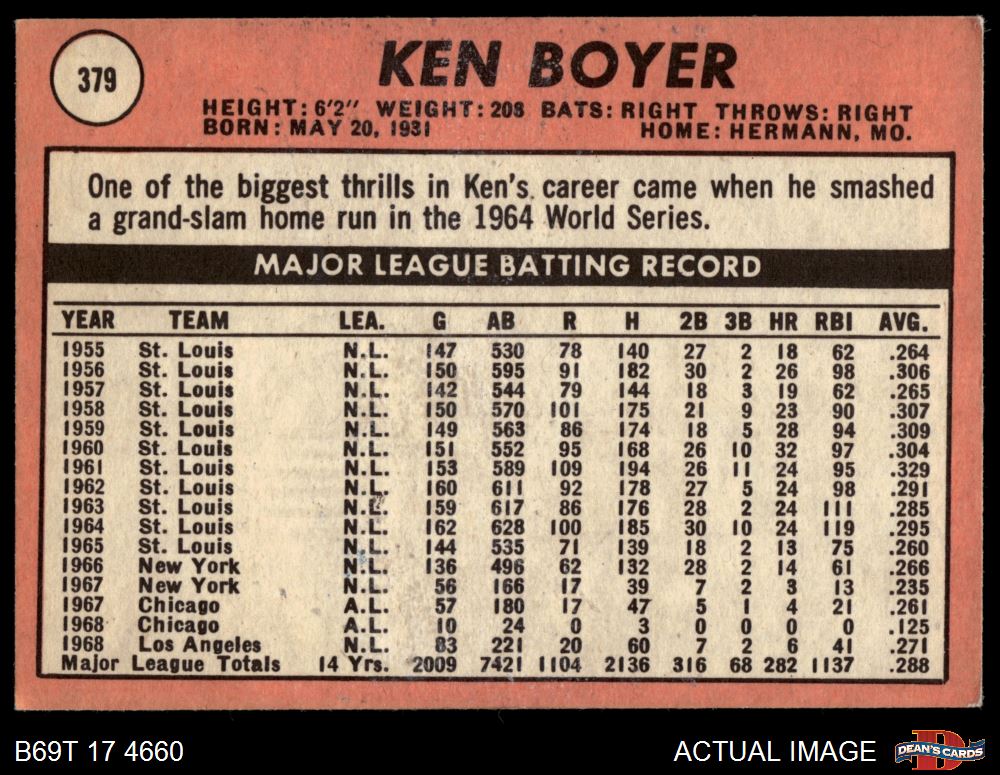 379
KEN BOYER
HEIGHT: 6'2" WEIGHT: 208 BATS: RIGHT THROWS: RIGHT
BORN: MAY 20, 1931 HOME: HERMANN, MO.
One of the biggest thrills in Ken's career came when he smashed
a grand-slam home run in the 1964 World Series.
MAJOR LEAGUE BATTING RECORD
YEAR TEAM LEA. G AB R H 2B 3B HR RBI AVG.
1955 St. Louis N.L. 147 530 78 140 27 2 18 62 .264
1956 St. Louis N.L. 150 595 91 182 30 2 26 98 .306
1957 St. Louis N.L. 142 544 79 144 18 3 19 62 .265
1958 St. Louis N.L. 150 570 101 175 21 9 23 90 .307
1959 St. Louis N.L. 149 563 86 174 18 5 28 94 .309
1960 St. Louis N.L. 151 552 95 168 26 10 32 97 .304
1961 St. Louis N.L. 153 589 109 194 26 11 24 95 .329
1962 St. Louis N.L. 160 611 92 178 27 5 24 98 .291
1963 St. Louis N.L. 159 617 86 176 28 2 24 111 .285
1964 St. Louis N.L. 162 628 100 185 30 10 24 119 .295
1965 St. Louis N.L. 144 535 71 139 18 2 13 75 .260
1966 New York N.L. 136 496 62 132 28 2 14 61 .266
1967 New York N.L. 56 166 17 39 7 2 3 13 .235
1967 Chicago A.L. 57 180 17 47 5 1 4 21 .261
1968 Chicago A.L. 10 24 0 3 0 0 0 0 .125
1968 Los Angeles N.L. 83 221 20 60 7 2 6 41 .271
Major League Totals 14 Yrs. 2009 7421 1104 2136 316 68 282 1137 .288
B69T 17 4660 ACTUAL IMAGE DEAN'S CARDS